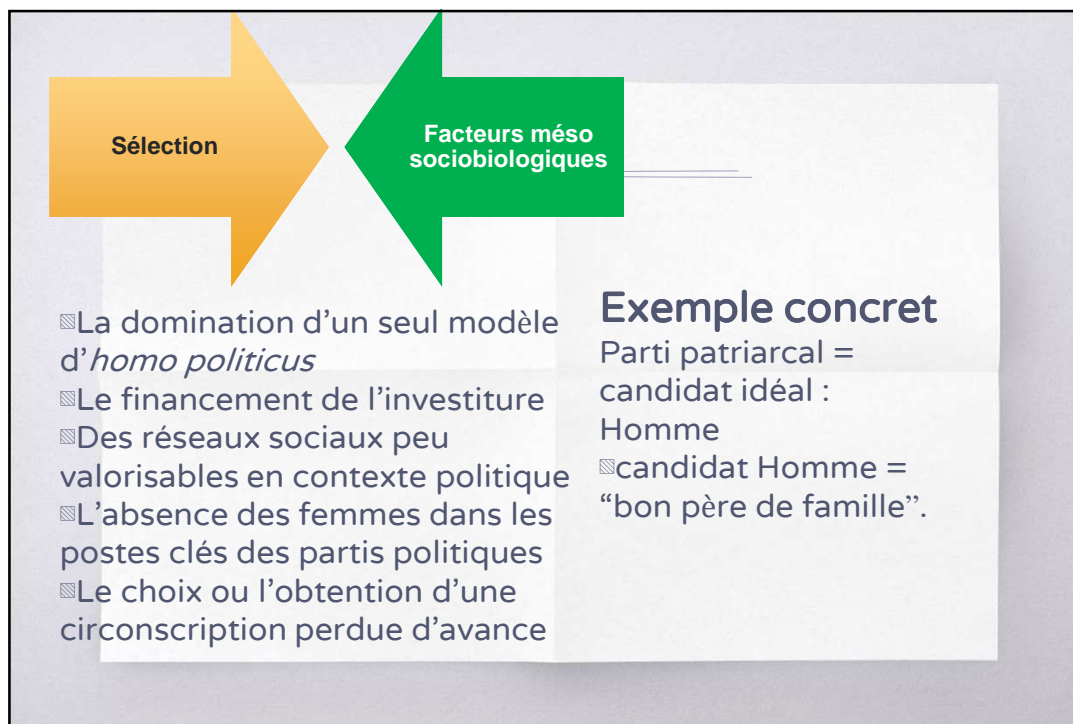 Sélection
Facteurs méso
sociobiologiques
La domination d’un seul modèle
d’homo politicus
Le financement de l’investiture
Des réseaux sociaux peu
valorisables en contexte politique
L’absence des femmes dans les
postes clés des partis politiques
Le choix ou l’obtention d’une
circonscription perdue d’avance
Exemple concret
Parti patriarcal =
candidat idéal :
Homme
candidat Homme =
“bon père de famille”.